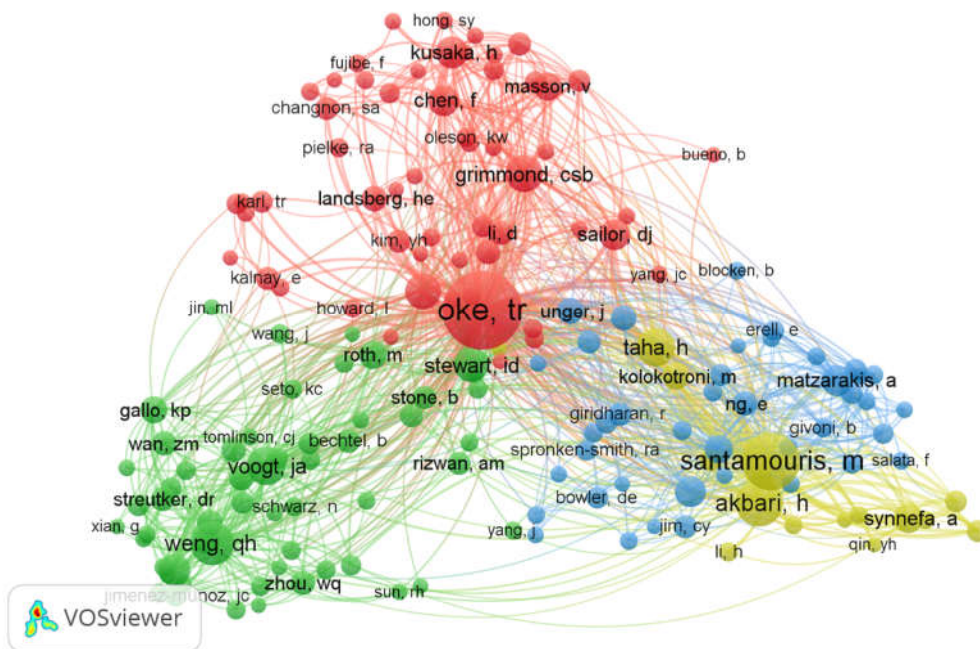 hong, sy
kusaka, h
fujibe, f
masson, v
chen, f
changnon, sa
oleson, kw
pielke, ra
bueno, b
grimmond, csb
landsberg, he
karl, tr
li, d
sailor, dj
kim, yh
blocken, b
yang, jc
kalnay, e
jin, ml
howard, l
oke, tr
unger, j
wang, j
erell, e
taha, h
roth, m
stewart, id
kolokotroni, m
matzarakis, a
seto, kc
stone, b
ng, e
gallo, kp
giridharan, r
givoni, b
tomlinson, cj
bechtel, b
wan, zm
spronken-smith, ra
santamouris, m
rizwan, am
voogt, ja
salata, f
streutker, dr
bowler, de
schwarz, n
akbari, h
synnefa, a
xian, g
yang, j
jim, cy
weng, qh
li, h
qin, yh
zhou, wq
sun, rh
jimenez-munoz, jc
VOSviewer